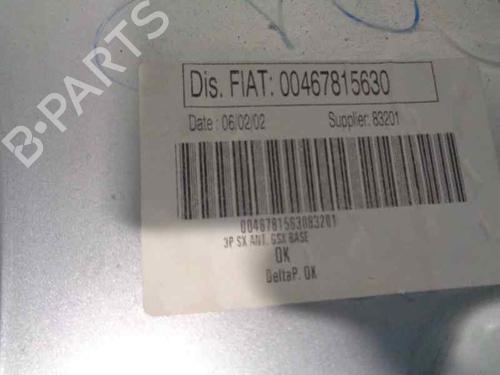 B-PARTS
Dis. FIAT: 00467815630
Date : 06/02/02 Supplier: 83201
0046781563083201
3P SX ANT. GSX BASE
OK
DeltaP. OK